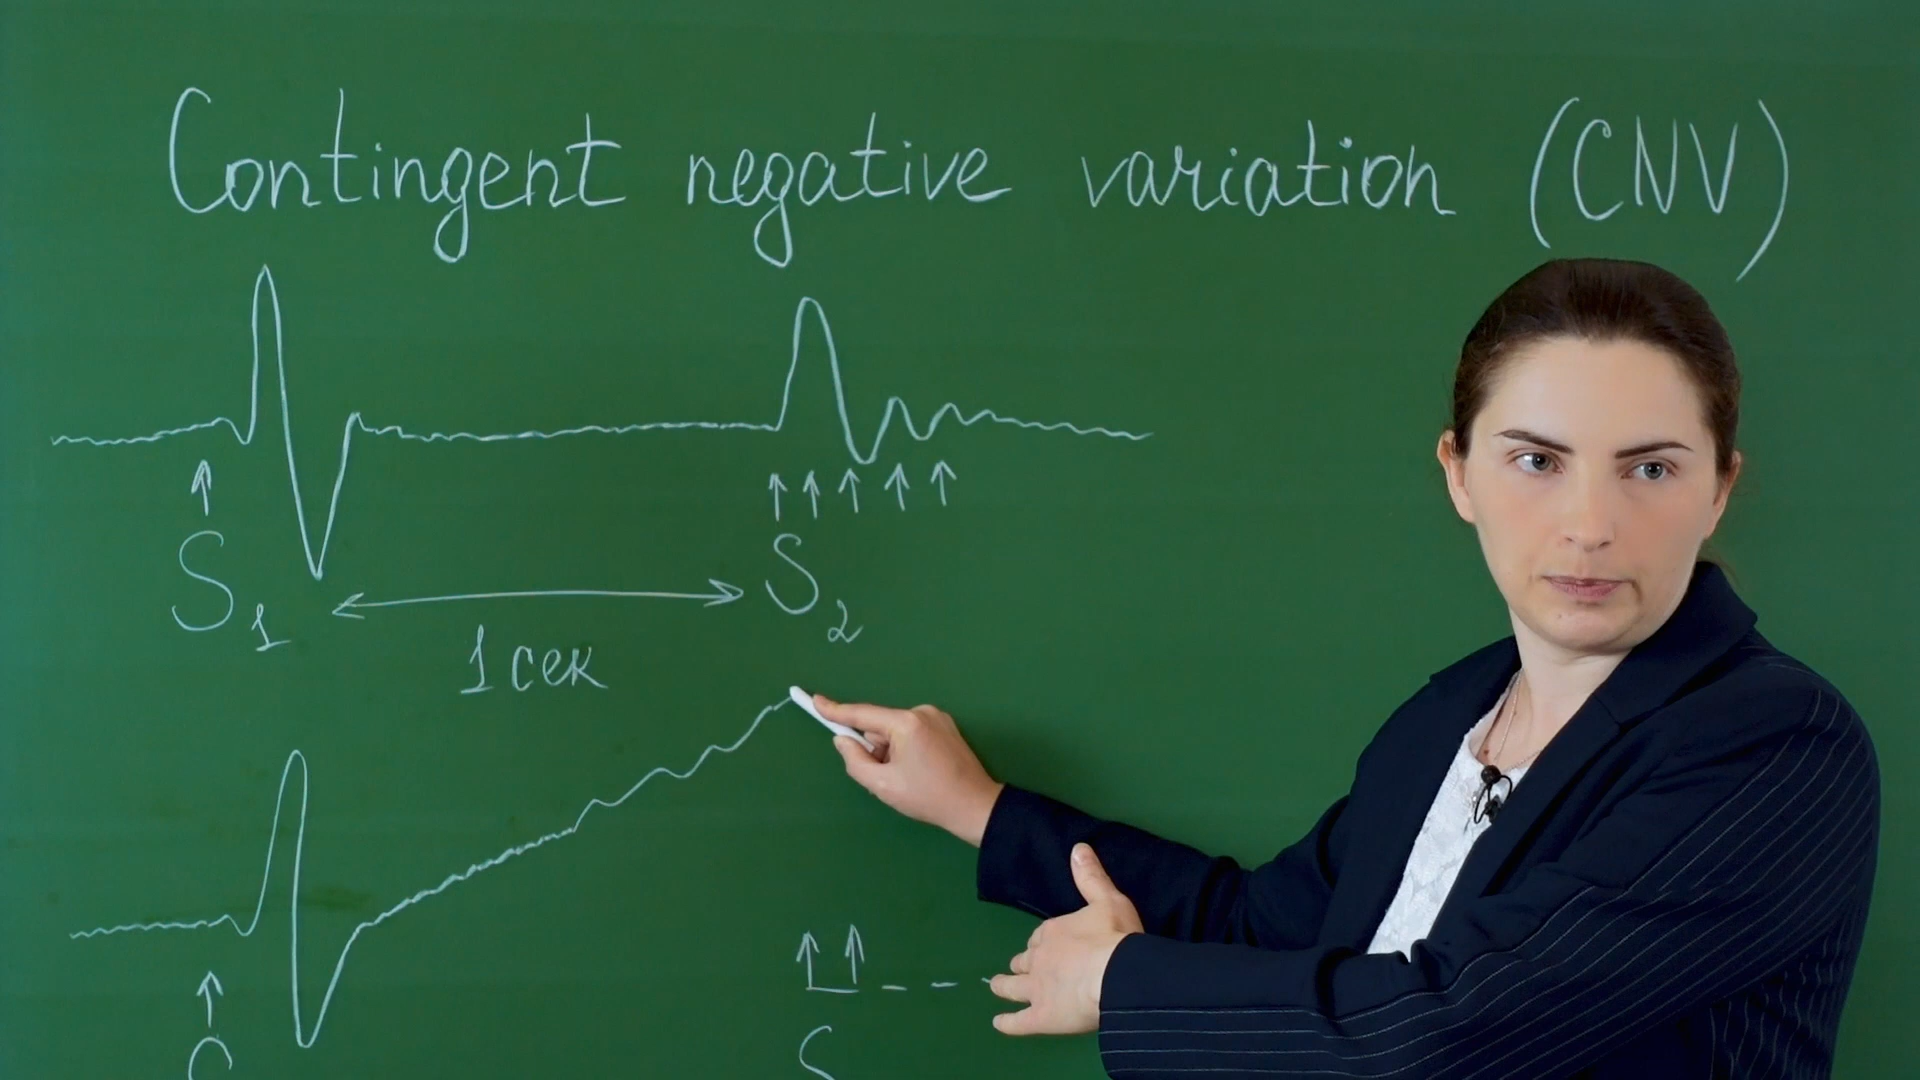 Contingent negative variation (CNV)
S1 S2
1 сек
S S